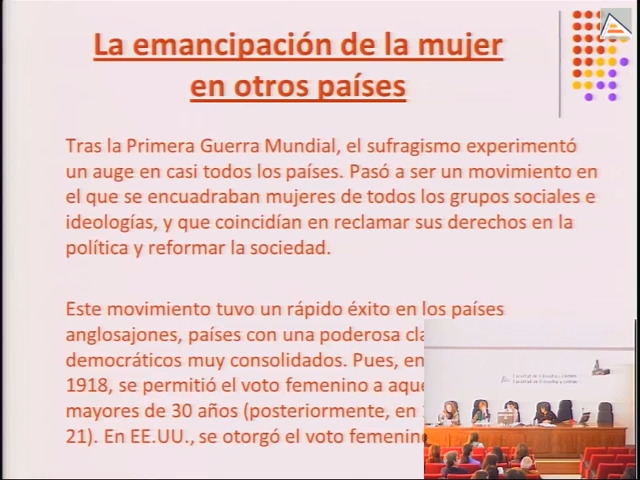 La emancipación de la mujer
en otros países
Tras la Primera Guerra Mundial, el sufragismo experimentó
un auge en casi todos los países. Pasó a ser un movimiento en
el que se encuadraban mujeres de todos los grupos sociales e
ideologías, y que coincidían en reclamar sus derechos en la
política y reformar la sociedad.
Este movimiento tuvo un rápido éxito en los países
anglosajones, países con una poderosa
democráticos muy consolidados. Pues, en
1918, se permitió el voto femenino a
mayores de 30 años (posteriormente, en
21). En EE.UU., se otorgó el voto